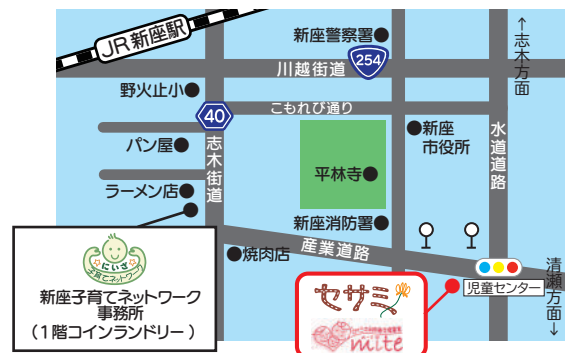 JR新座駅
新座警察署
254
川越街道
↑志木方面
野火止小
40
こもれび通り
パン屋
志木街道
新座
市役所
水道道路
平林寺
ラーメン店
新座消防署
焼肉店
産業道路
にいざ
子育てネットワーク
新座子育てネットワーク
事務所
(1階コインランドリー)
セサミ
mite
児童センター
清瀬方面↓